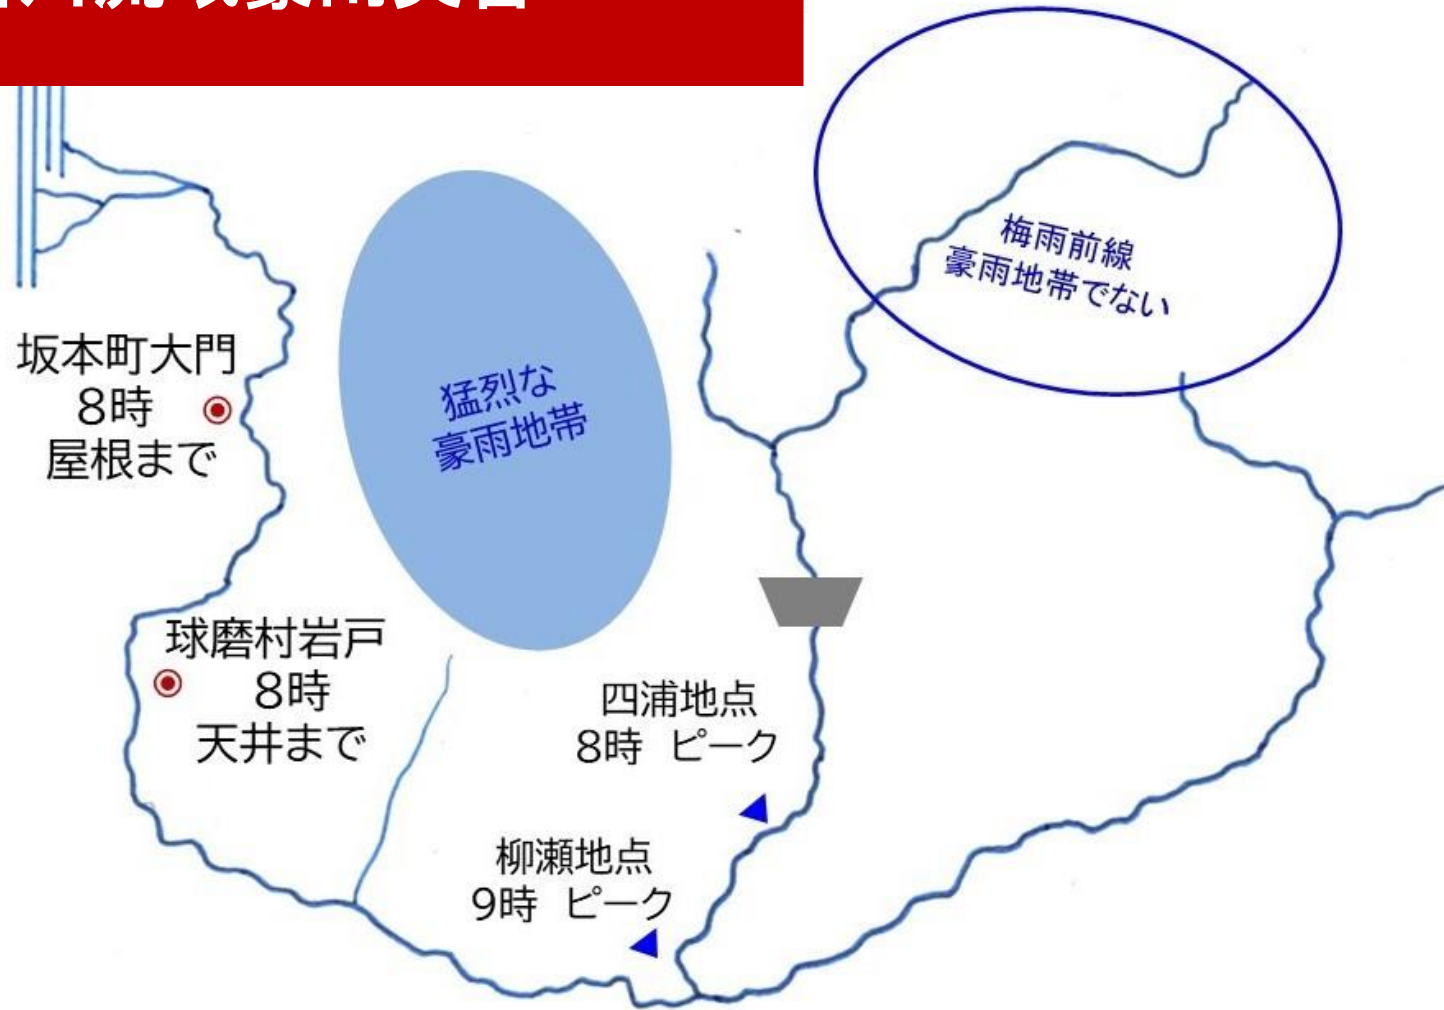 梅雨前線
豪雨地帯でない
猛烈な
豪雨地帯
坂本町大門
8時
屋根まで
球磨村岩戸
8時
天井まで
四浦地点
8時 ピーク
柳瀬地点
9時 ピーク